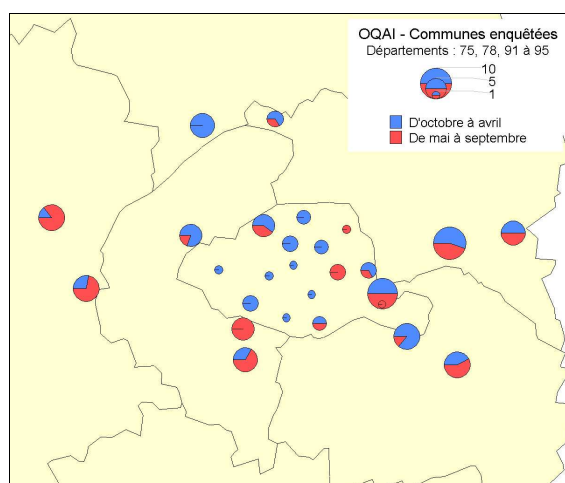 OQAI - Communes enquêtées
Départements : 75, 78, 91 à 95
10
5
1
D'octobre à avril
De mai à septembre